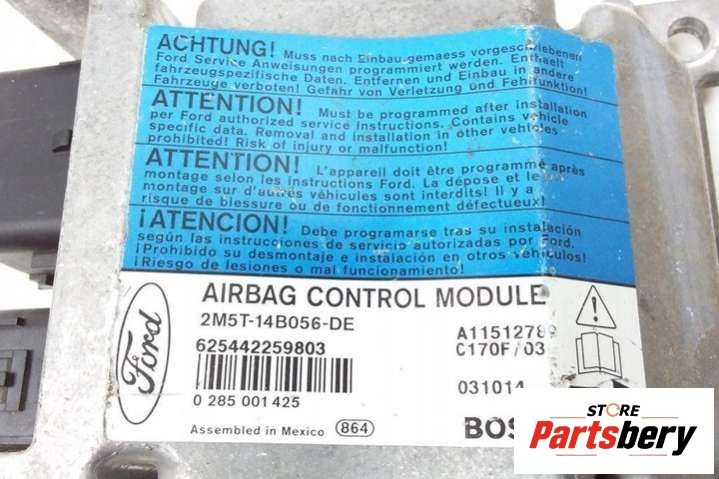 ACHTUNG! Muss nach Einbau gemaess vorgeschriebenen
Ford Service Anweisungen programmiert werden. Enthaelt
fahrzeugspezifische Daten. Entfernen und Einbau in andere
Fahrzeuge verboten! Gefahr von Verletzung und Fehlfunktion!
ATTENTION! Must be programmed after installation
per Ford authorized service instructions. Contains vehicle
specific data. Removal and installation in other vehicles
prohibited! Risk of injury or malfunction!
ATTENTION! L'appareil doit être programmé après
montage selon les instructions Ford. La dépose et le
montage sur d'autres véhicules sont interdits! Il y a
risque de blessure ou de fonctionnement défectueux!
¡ATENCION! Debe programarse tras su instalación
según las instrucciones de servicio autorizadas por Ford.
¡Prohibido su desmontaje e instalación en otros vehículos!
¡Riesgo de lesiones o mal funcionamiento!
AIRBAG CONTROL MODULE
2M5T-14B056-DE
A11512789
625442259803
C170F/03
0 285 001 425
031014
Ford
Assembled in Mexico 864
BOS
STORE
Partsbery